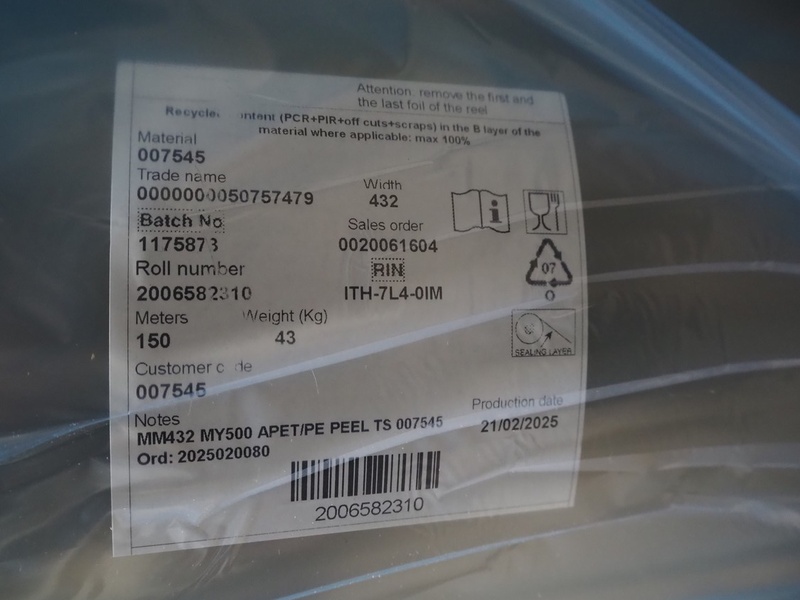 Attention: remove the first and
the last foil of the reel
(PCR+PIR+off cuts+scraps) in the B layer of the
material where applicable: max 100%
Material
007545
Trade name
0000000050757479
Width
432
Batch No
1175873
Sales order
0020061604
Roll number
2006582310
RIN
ITH-7L4-0IM
07
O
Meters
150
Weight (Kg)
43
SEALING LAYER
Customer
007545
Notes
MM432 MY500 APET/PE PEEL TS 007545
Ord: 2025020080
Production date
21/02/2025
2006582310